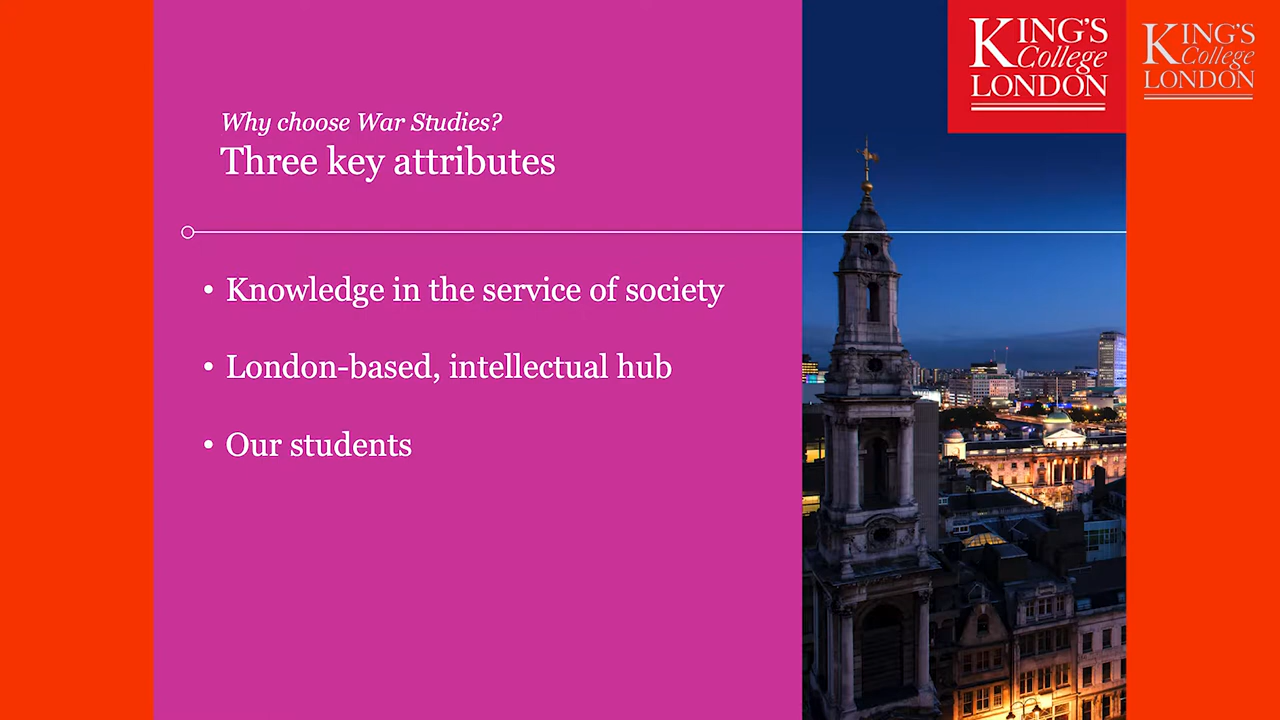 Why choose War Studies?
Three key attributes
• Knowledge in the service of society
• London-based, intellectual hub
• Our students
KING'S
College
LONDON
KING'S
College
LONDON